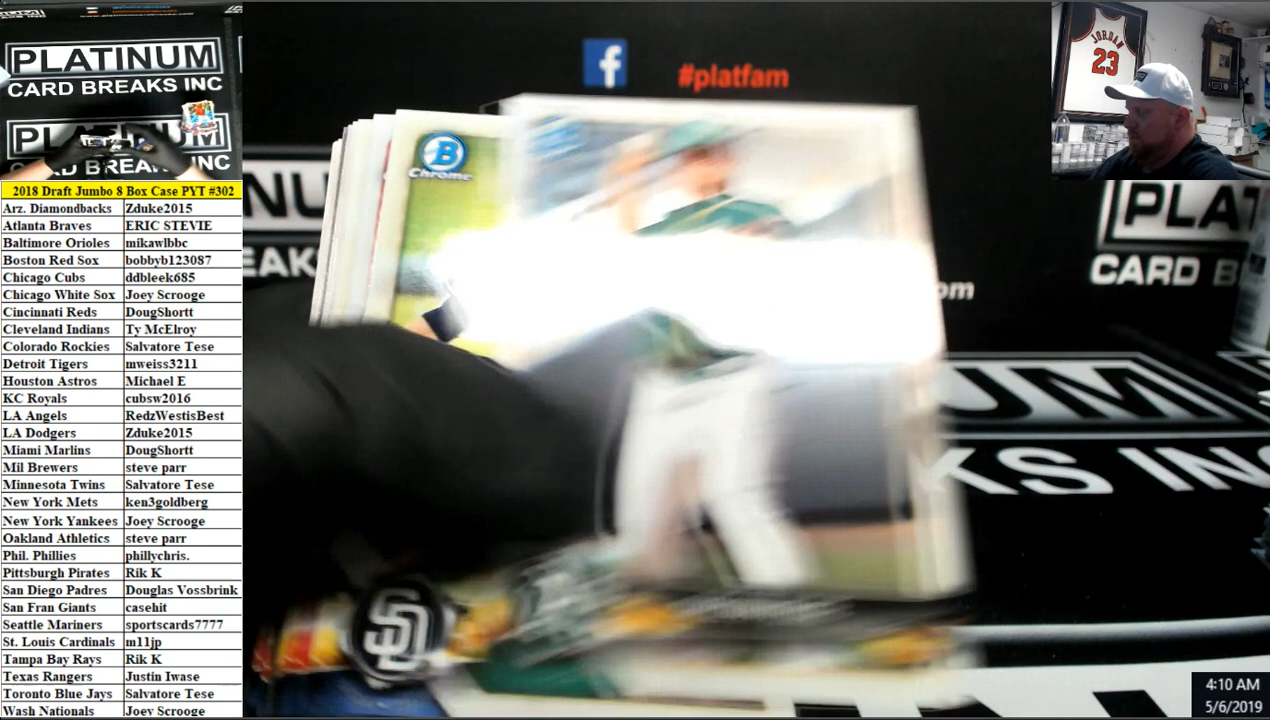 PLATINUM
CARD BREAKS INC
2018 Draft Jumbo 8 Box Case PYT #302
Arz. Diamondbacks Zduke2015
Atlanta Braves ERIC STEVIE
Baltimore Orioles mikawlbbc
Boston Red Sox bobbyb123087
Chicago Cubs ddbleek685
Chicago White Sox Joey Scrooge
Cincinnati Reds DougShortt
Cleveland Indians Ty McElroy
Colorado Rockies Salvatore Tese
Detroit Tigers mweiss3211
Houston Astros Michael E
KC Royals cubsw2016
LA Angels RedzWestisBest
LA Dodgers Zduke2015
Miami Marlins DougShortt
Mil Brewers steve parr
Minnesota Twins Salvatore Tese
New York Mets ken3goldberg
New York Yankees Joey Scrooge
Oakland Athletics steve parr
Phil. Phillies phillychris.
Pittsburgh Pirates Rik K
San Diego Padres Douglas Vossbrink
San Fran Giants casehit
Seattle Mariners sportscards7777
St. Louis Cardinals m11jp
Tampa Bay Rays Rik K
Texas Rangers Justin Iwase
Toronto Blue Jays Salvatore Tese
Wash Nationals Joey Scrooge
f #platfam
B
Chrome
NU
EAK
om
PLAT
CARD B
UM
KS INC
SD
JORDAN
23
4:10 AM
5/6/2019